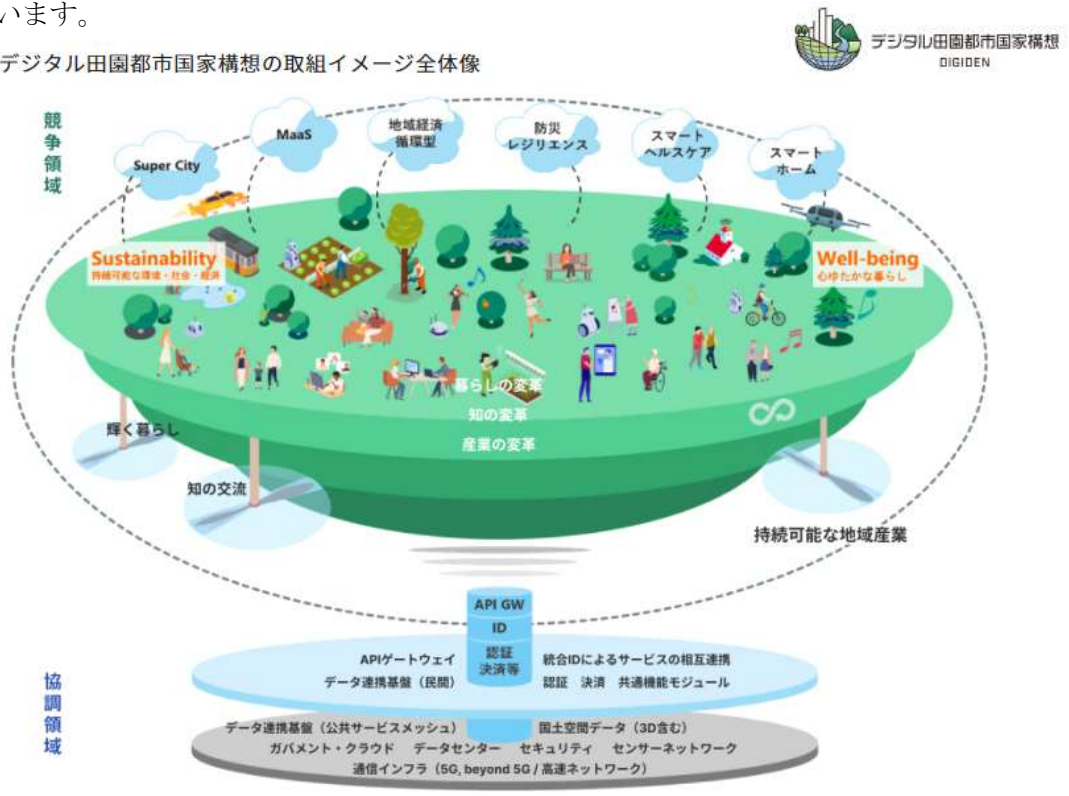 います。
デジタル田園都市国家構想の取組イメージ全体像
デジタル田園都市国家構想
DIGIDEN
競争領域
Super City
MaaS
地域経済
循環型
防災
レジリエンス
スマート
ヘルスケア
スマート
ホーム
Sustainability
持続可能な環境・社会・経済
Well-being
心ゆたかな暮らし
暮らしの変革
知の変革
産業の変革
輝く暮らし
知の交流
持続可能な地域産業
協調領域
API GW
ID
認証
決済等
APIゲートウェイ
統合IDによるサービスの相互連携
データ連携基盤（民間）
認証 決済 共通機能モジュール
データ連携基盤（公共サービスメッシュ）
国土空間データ（3D含む）
ガバメント・クラウド データセンター セキュリティ センサーネットワーク
通信インフラ（5G, beyond 5G / 高速ネットワーク）